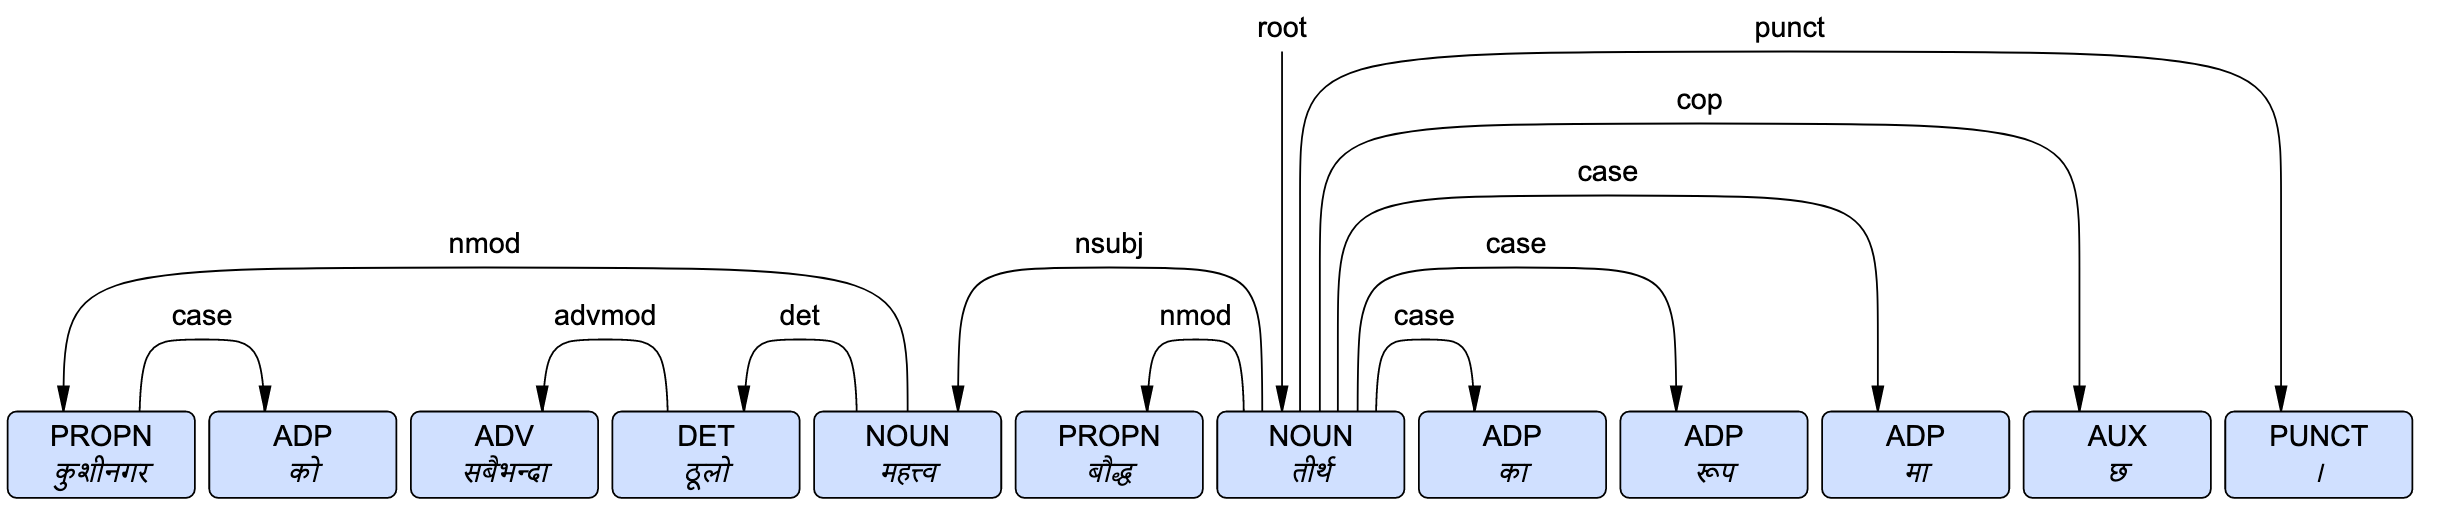 root punct
cop
case
nmod nsubj case
case advmod det nmod case
PROPN ADP ADV DET NOUN PROPN NOUN ADP ADP ADP AUX PUNCT
कुशीनगर को सबैभन्दा ठूलो महत्त्व बौद्ध तीर्थ का रूप मा छ ।